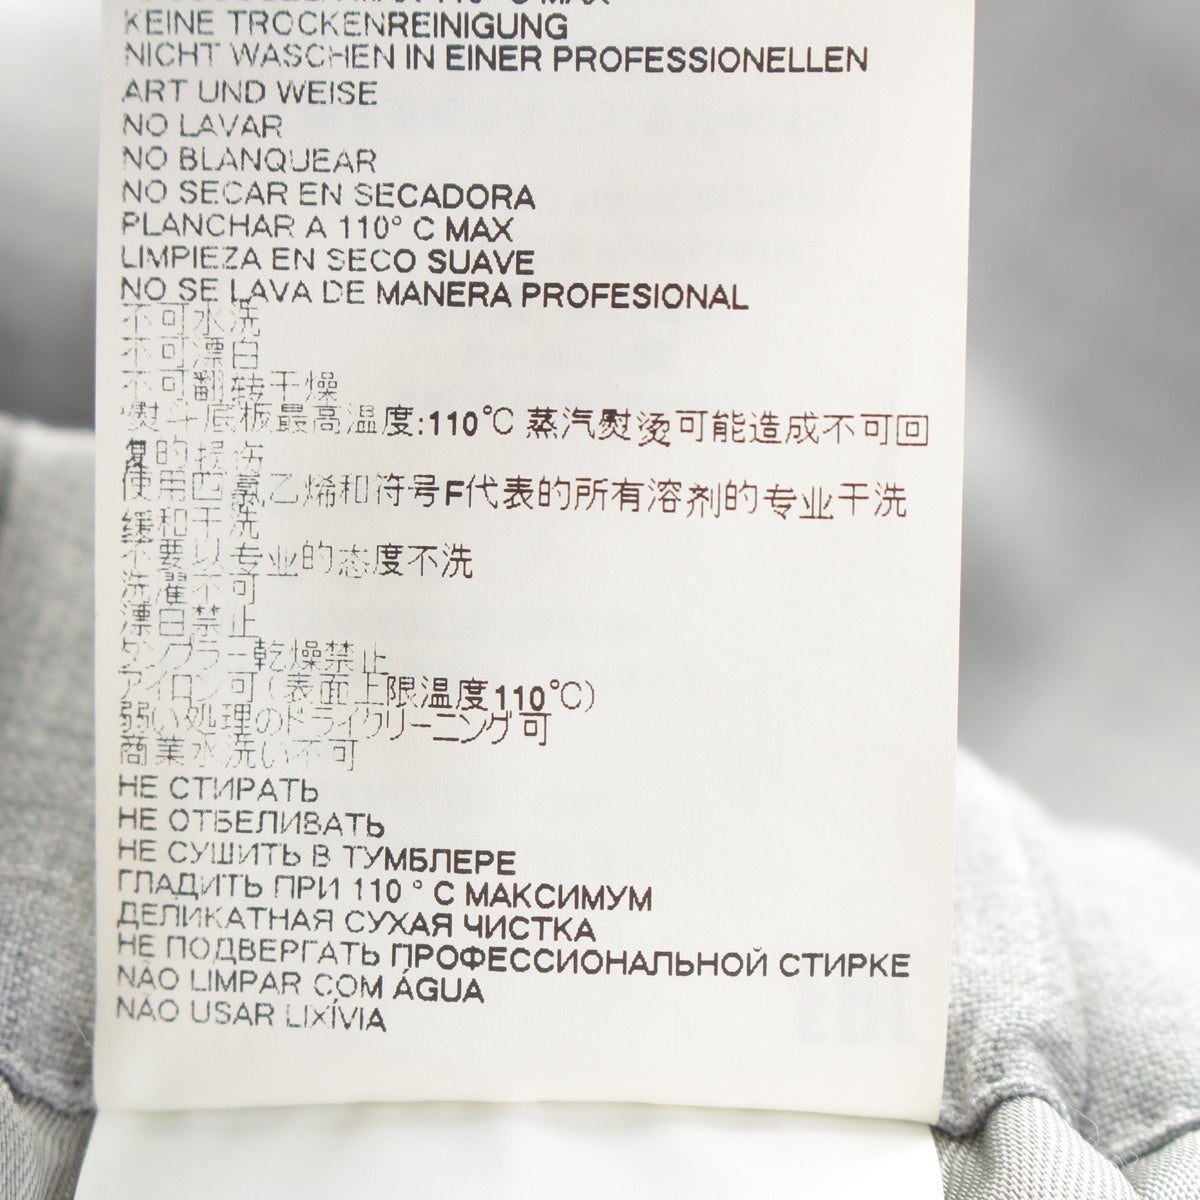 110°C MAX
KEINE TROCKENREINIGUNG
NICHT WASCHEN IN EINER PROFESSIONELLEN
ART UND WEISE
NO LAVAR
NO BLANQUEAR
NO SECAR EN SECADORA
PLANCHAR A 110° C MAX
LIMPIEZA EN SECO SUAVE
NO SE LAVA DE MANERA PROFESIONAL
不可水洗
不可漂白
不可翻转干燥
熨斗底板最高温度:110°C 蒸汽熨烫可能造成不可回
复的损伤
使用四氯乙烯和符号F代表的所有溶剂的专业干洗
缓和干洗
不要以专业的态度不洗
洗濯不可
漂白禁止
タンブラー乾燥禁止
アイロン可(表面上限温度110°C)
弱い処理のドライクリーニング可
商業水洗い不可
НЕ СТИРАТЬ
НЕ ОТБЕЛИВАТЬ
НЕ СУШИТЬ В ТУМБЛЕРЕ
ГЛАДИТЬ ПРИ 110 ° С МАКСИМУМ
ДЕЛИКАТНАЯ СУХАЯ ЧИСТКА
НЕ ПОДВЕРГАТЬ ПРОФЕССИОНАЛЬНОЙ СТИРКЕ
NÃO LIMPAR COM ÁGUA
NÃO USAR LIXÍVIA